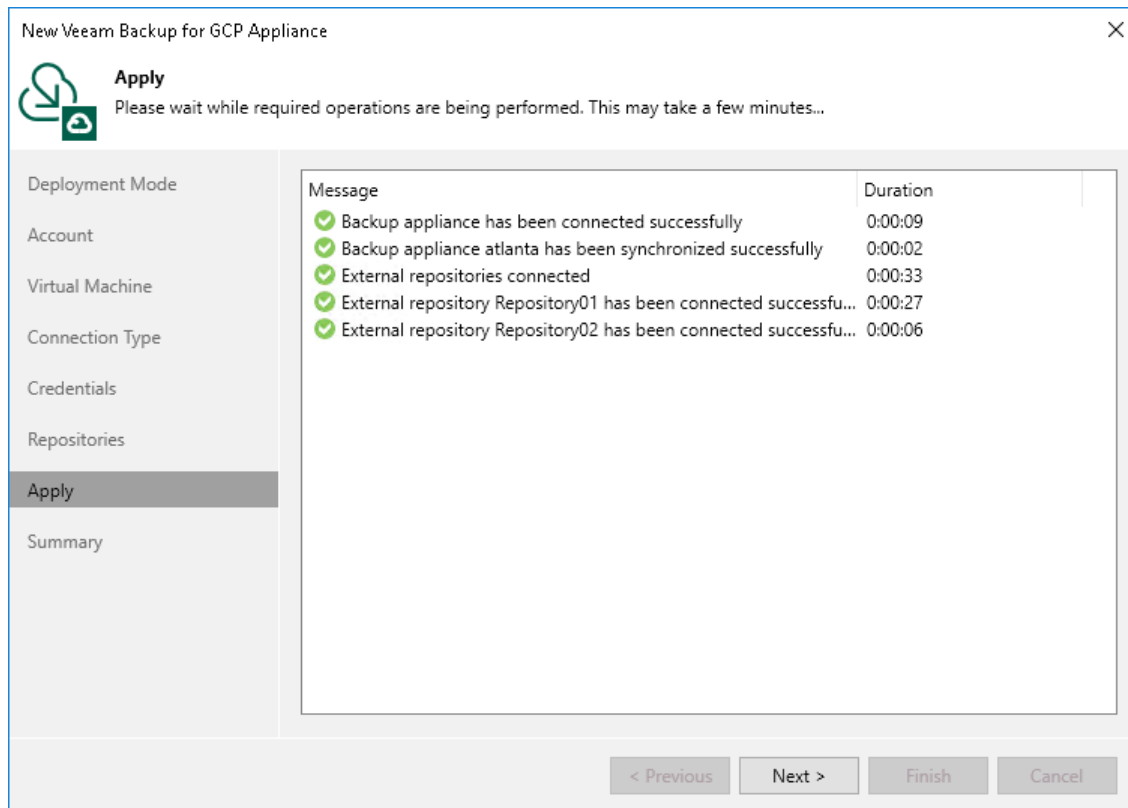 New Veeam Backup for GCP Appliance
Apply
Please wait while required operations are being performed. This may take a few minutes...
Deployment Mode
Account
Virtual Machine
Connection Type
Credentials
Repositories
Apply
Summary
Message Duration
Backup appliance has been connected successfully 0:00:09
Backup appliance atlanta has been synchronized successfully 0:00:02
External repositories connected 0:00:33
External repository Repository01 has been connected successfu... 0:00:27
External repository Repository02 has been connected successfu... 0:00:06
< Previous Next > Finish Cancel